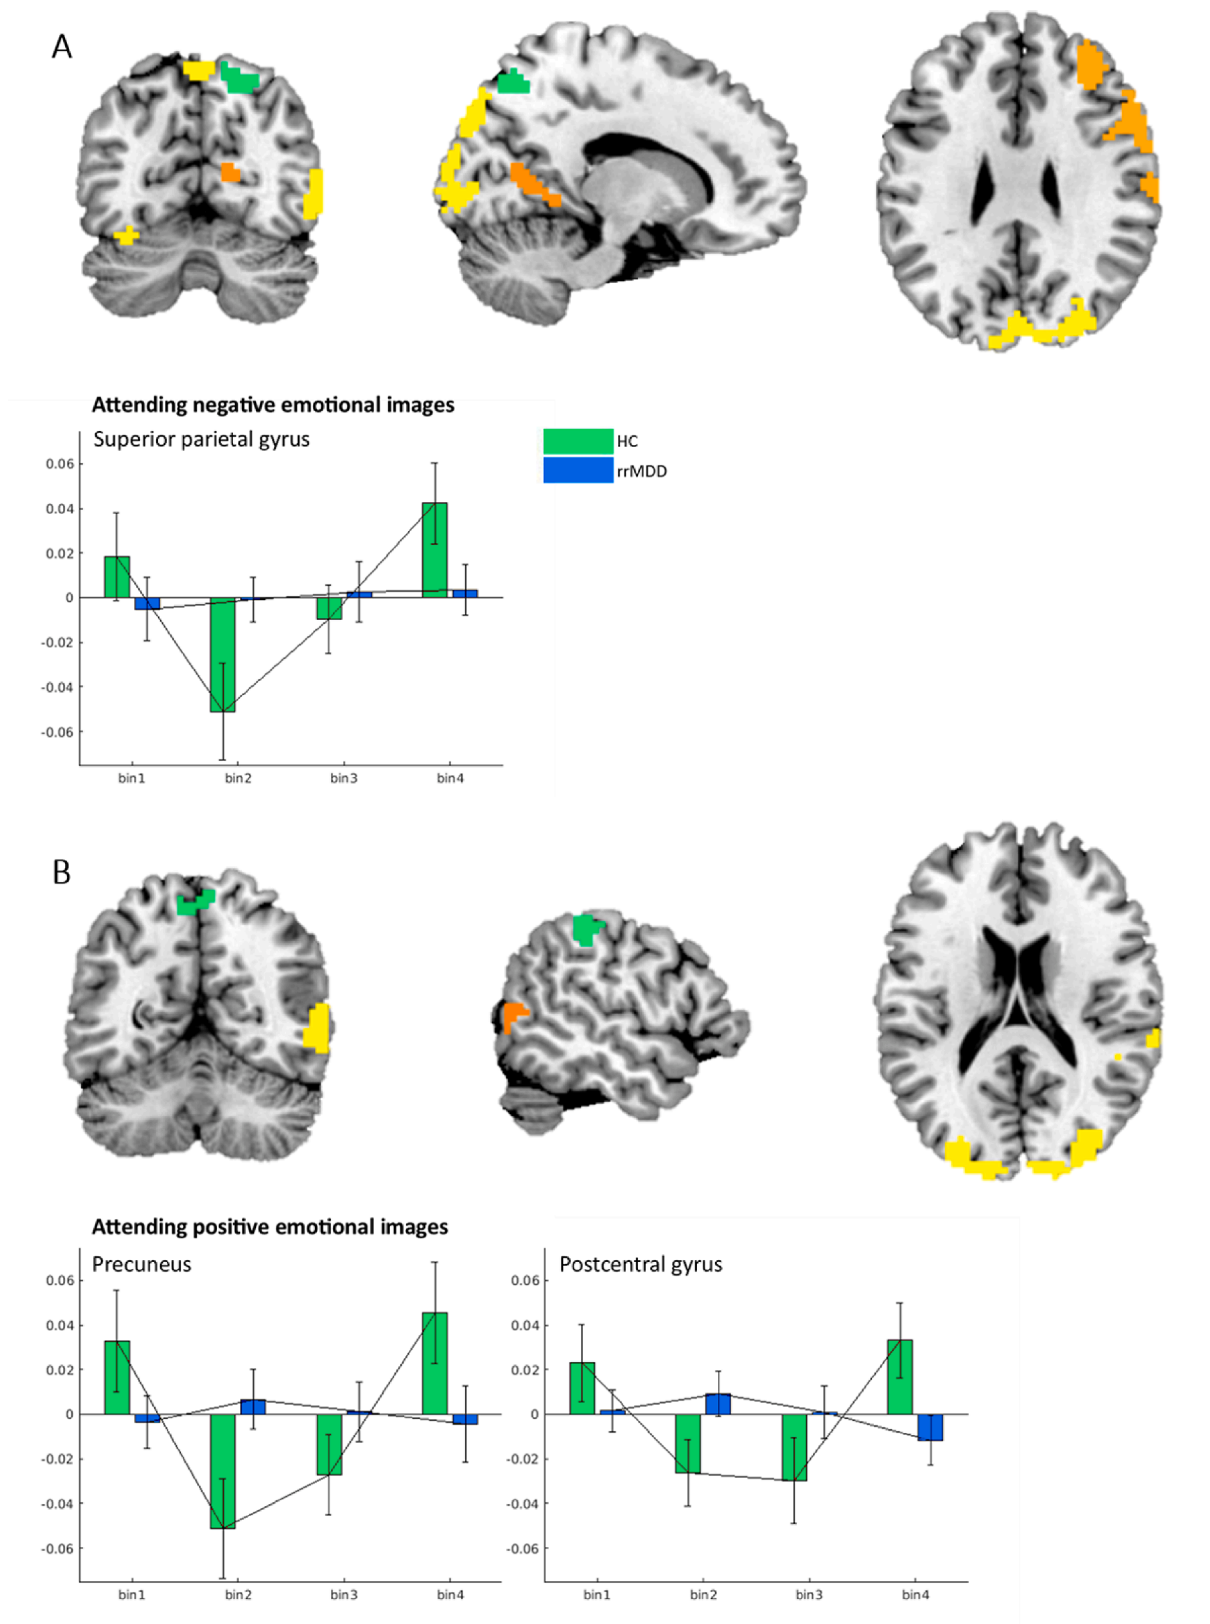 A
Attending negative emotional images
Superior parietal gyrus
HC
rrMDD
0.06
0.04
0.02
0
-0.02
-0.04
-0.06
bin1 bin2 bin3 bin4
B
Attending positive emotional images
Precuneus
0.06
0.04
0.02
0
-0.02
-0.04
-0.06
bin1 bin2 bin3 bin4
Postcentral gyrus
0.06
0.04
0.02
0
-0.02
-0.04
-0.06
bin1 bin2 bin3 bin4